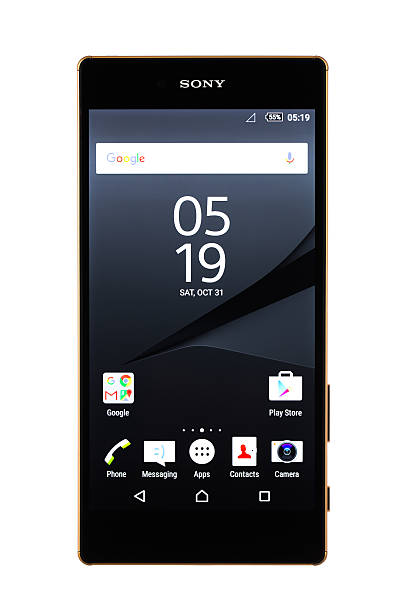 SONY
55% 05:19
Google
05
19
SAT, OCT 31
Google Play Store
Phone Messaging Apps Contacts Camera